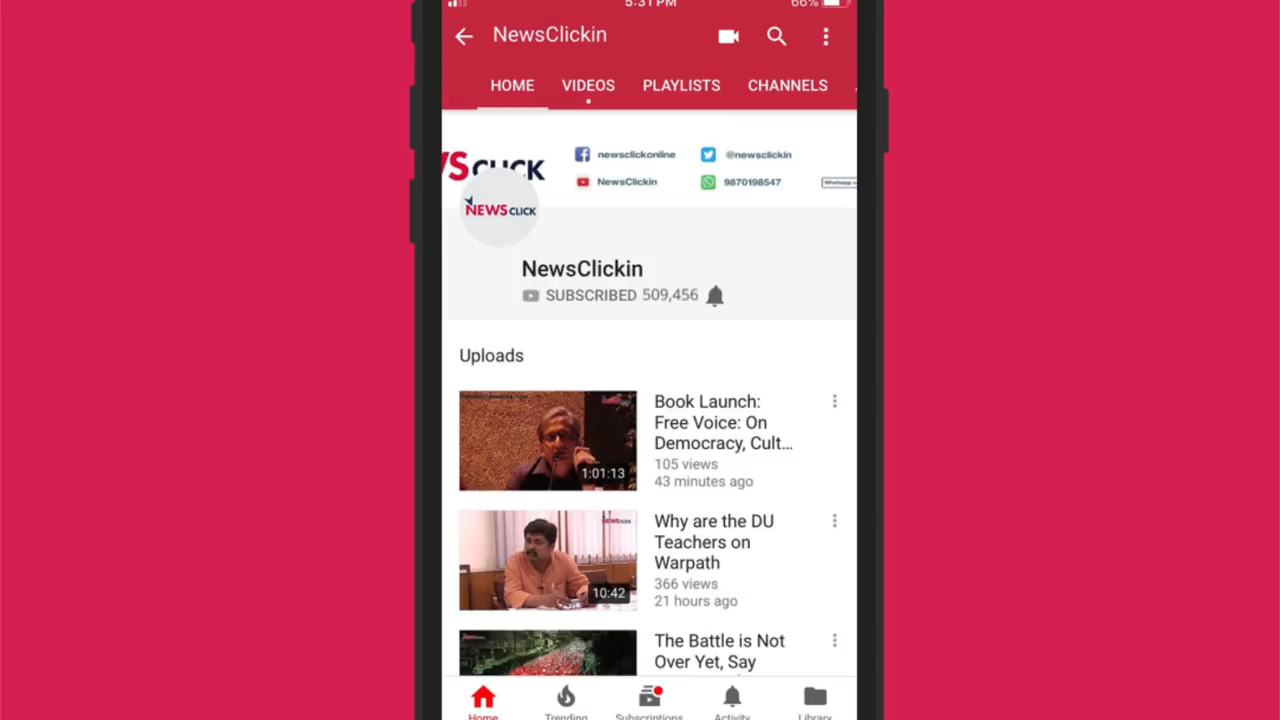 5:31 PM
66%
NewsClickin
HOME VIDEOS PLAYLISTS CHANNELS
WS CLICK
newsclickonline @newsclickin
NewsClickin 9870198547
NEWSCLICK
NewsClickin
SUBSCRIBED 509,456
Uploads
Book Launch:
Free Voice: On
Democracy, Cult...
105 views
43 minutes ago
1:01:13
Why are the DU
Teachers on
Warpath
366 views
21 hours ago
NEWSCLICK
10:42
The Battle is Not
Over Yet, Say
Home Trending Subscriptions Activity Library